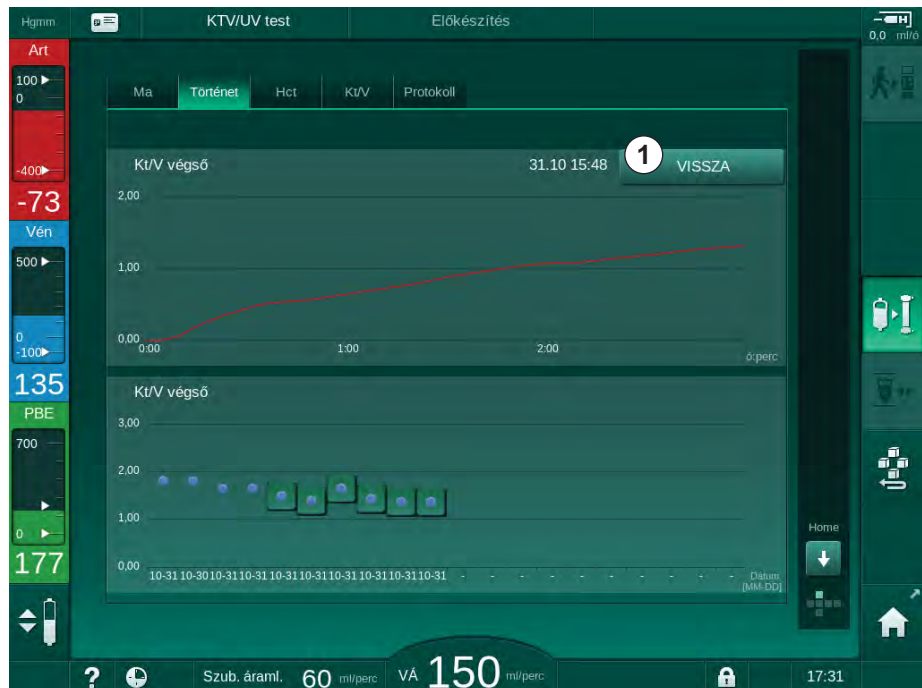 Hgmm
KTV/UV test
Előkészítés
0,0 ml/ó
Art
100
0
-400
-73
Vén
500
0
-100
135
PBE
700
0
177
Ma
Történet
Hct
Kt/V
Protokoll
Kt/V végső
31.10 15:48
1
VISSZA
2,00
1,00
0,00
0:00
1:00
2:00
ó:perc
Kt/V végső
3,00
2,00
1,00
0,00
10-31 10-30 10-31 10-31 10-31 10-31 10-31 10-31 10-31 10-31 - - - - - - - - - - Dátum
[MM-DD]
Home
? Szub. áraml. 60 ml/perc VÁ 150 ml/perc 17:31